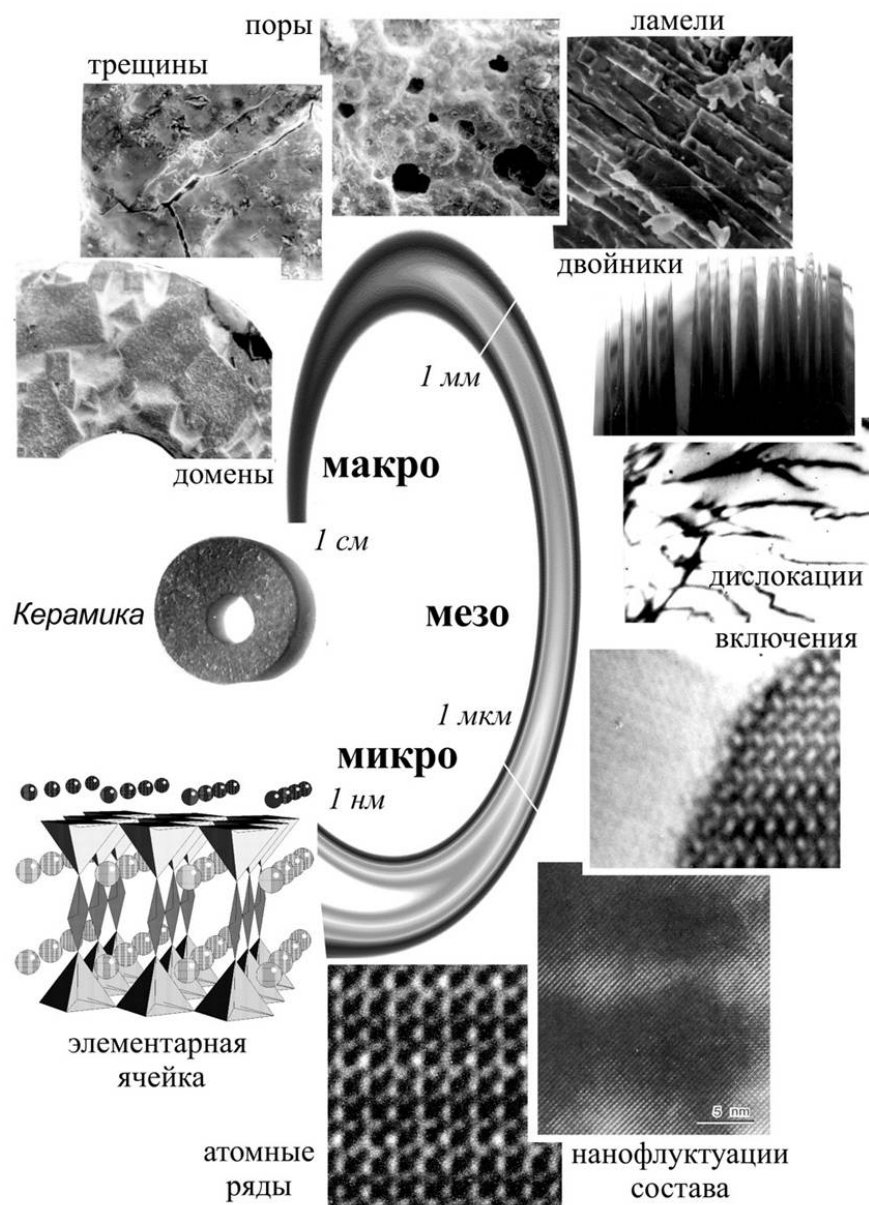 поры
ламели
трещины
двойники
1 мм
макро
домены
1 см
дислокации
Керамика
мезо
включения
1 мкм
микро
1 нм
5 nm
элементарная
ячейка
атомные
ряды
нанофлуктуации
состава